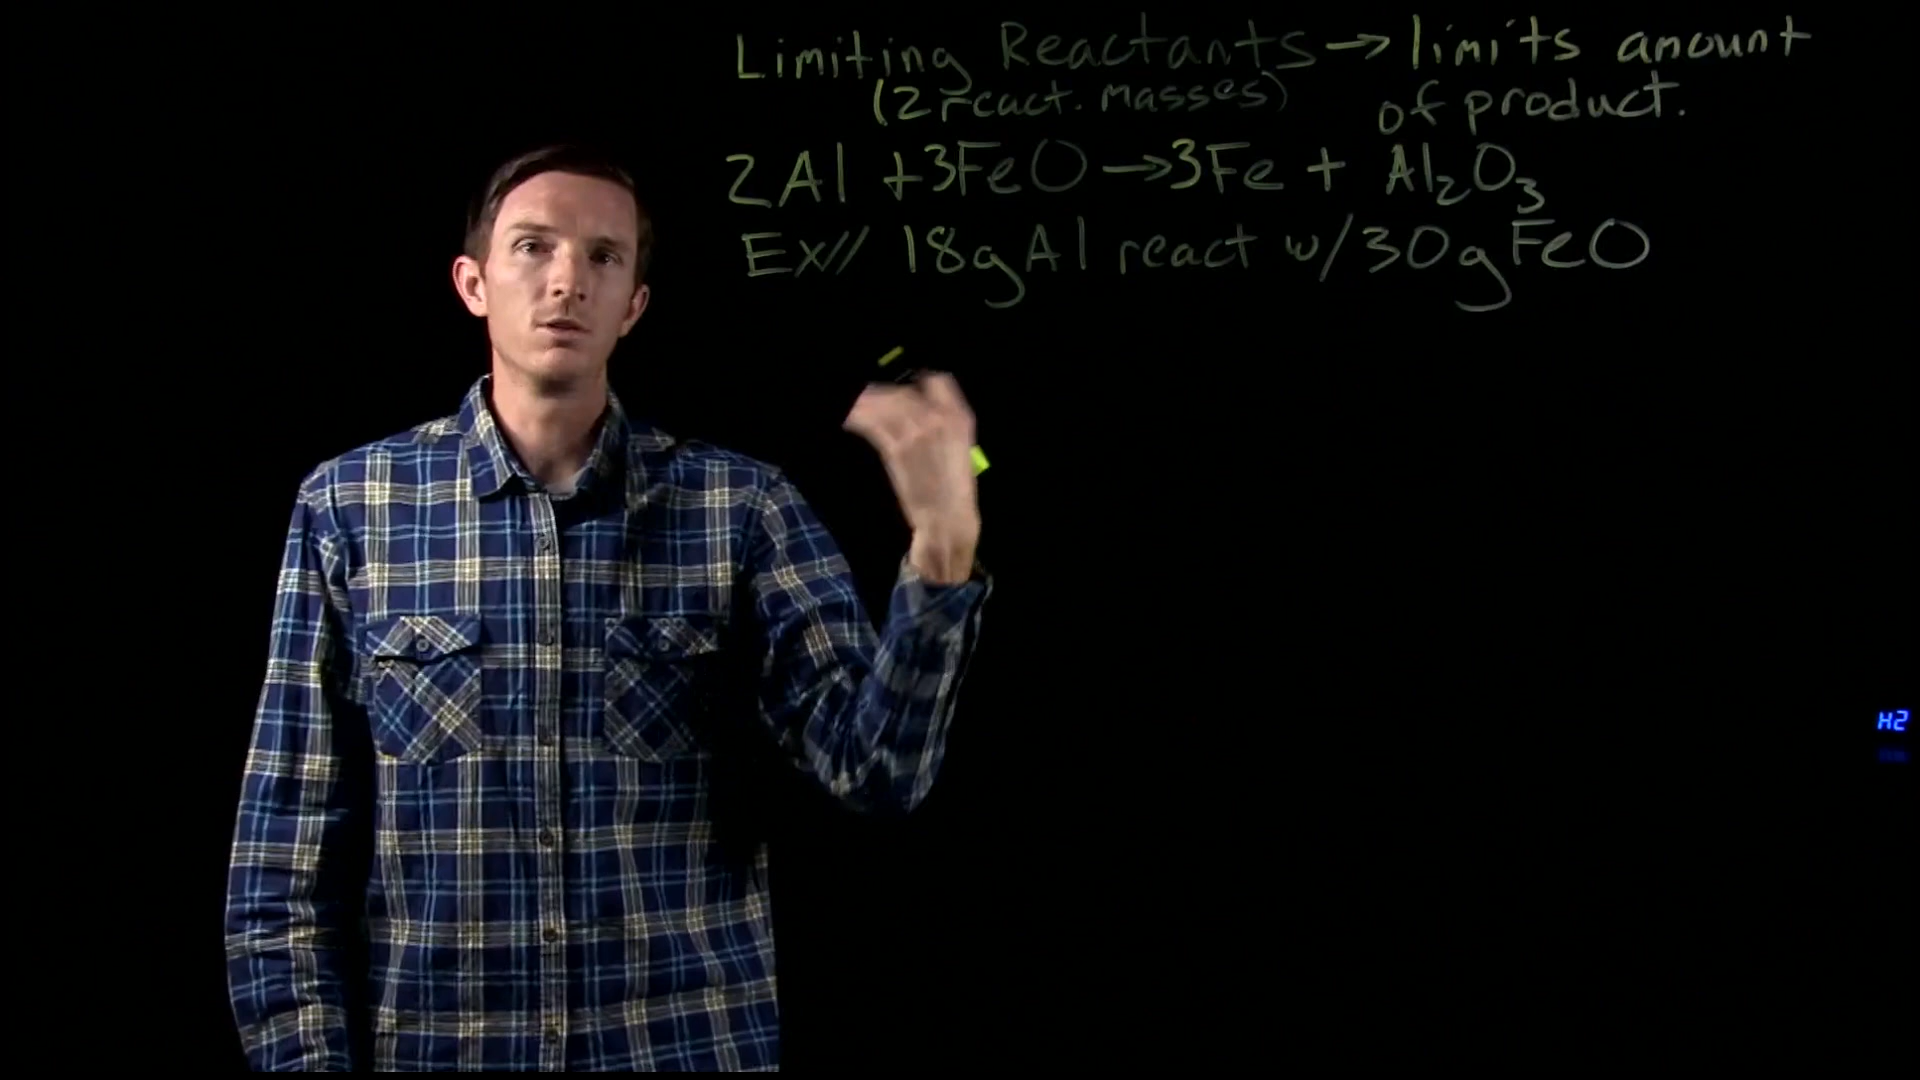 Limiting Reactants → limits amount
(2 react. masses) of product.
2Al + 3FeO → 3Fe + Al₂O₃
Ex// 18g Al react w/ 30g FeO
H2